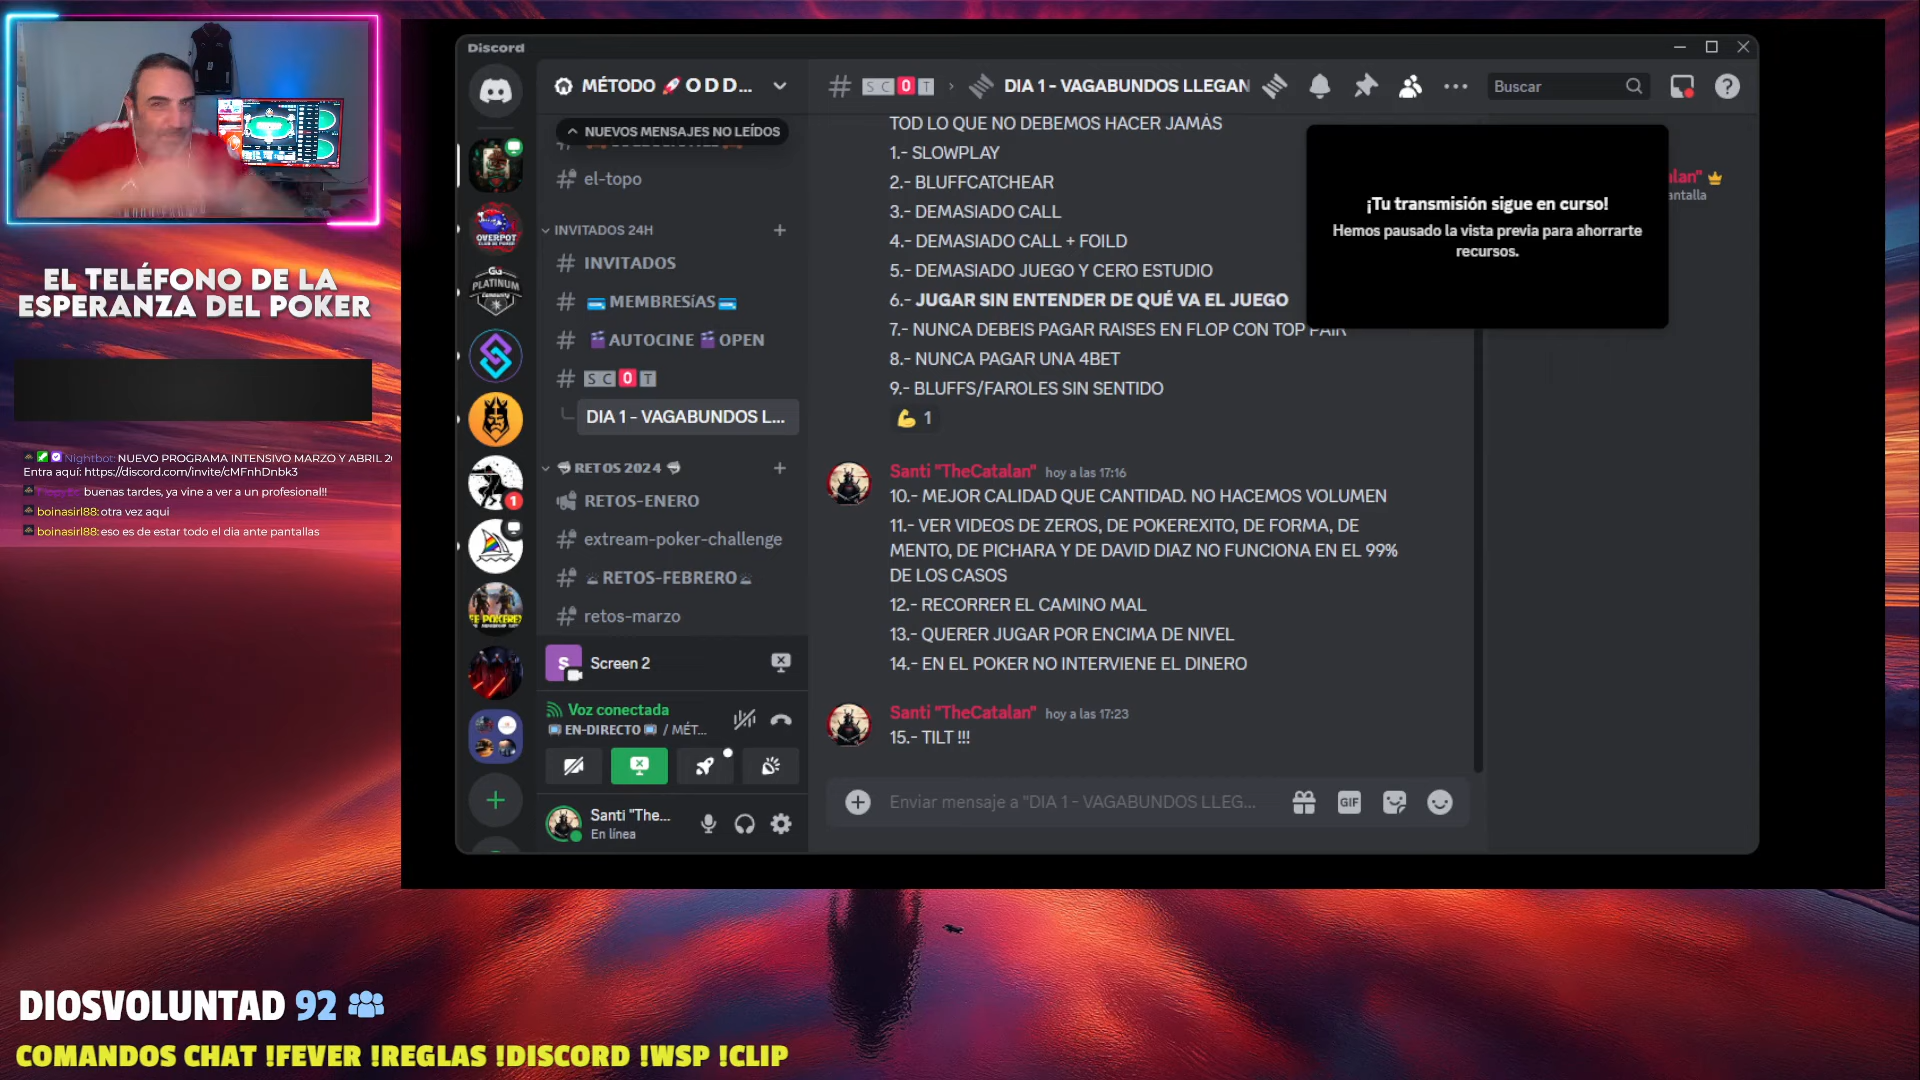 EL TELÉFONO DE LA
ESPERANZA DEL POKER
Nightbot: NUEVO PROGRAMA INTENSIVO MARZO Y ABRIL
Entra aquí: https://discord.com/invite/cMFnhDnbk3
buenas tardes, ya vine a ver a un profesional!!
boinasirl88: otra vez aqui
boinasirl88: eso es de estar todo el dia ante pantallas
Discord
MÉTODO 🚀 O D D...
NUEVOS MENSAJES NO LEÍDOS
el-topo
INVITADOS 24H
INVITADOS
MEMBRESíAS
AUTOCINE OPEN
S C O T
DIA 1 - VAGABUNDOS L...
RETOS 2024
RETOS-ENERO
extream-poker-challenge
RETOS-FEBRERO
retos-marzo
S Screen 2
Voz conectada
EN-DIRECTO / MÉT...
Santi "The...
En línea
OVERPOT
CLUB DE POKER
GG
PLATINUM
Community
1
S C O T › DIA 1 - VAGABUNDOS LLEGAN
Buscar
TOD LO QUE NO DEBEMOS HACER JAMÁS
1.- SLOWPLAY
2.- BLUFFCATCHEAR
3.- DEMASIADO CALL
4.- DEMASIADO CALL + FOILD
5.- DEMASIADO JUEGO Y CERO ESTUDIO
6.- JUGAR SIN ENTENDER DE QUÉ VA EL JUEGO
7.- NUNCA DEBEIS PAGAR RAISES EN FLOP CON TOP PAIR
8.- NUNCA PAGAR UNA 4BET
9.- BLUFFS/FAROLES SIN SENTIDO
💪 1
Santi "TheCatalan" hoy a las 17:16
10.- MEJOR CALIDAD QUE CANTIDAD. NO HACEMOS VOLUMEN
11.- VER VIDEOS DE ZEROS, DE POKEREXITO, DE FORMA, DE
MENTO, DE PICHARA Y DE DAVID DIAZ NO FUNCIONA EN EL 99%
DE LOS CASOS
12.- RECORRER EL CAMINO MAL
13.- QUERER JUGAR POR ENCIMA DE NIVEL
14.- EN EL POKER NO INTERVIENE EL DINERO
Santi "TheCatalan" hoy a las 17:23
15.- TILT !!!
Enviar mensaje a "DIA 1 - VAGABUNDOS LLEG...
GIF
¡Tu transmisión sigue en curso!
Hemos pausado la vista previa para ahorrarte
recursos.
alan"
antalla
DIOSVOLUNTAD 92
COMANDOS CHAT !FEVER !REGLAS !DISCORD !WSP !CLIP